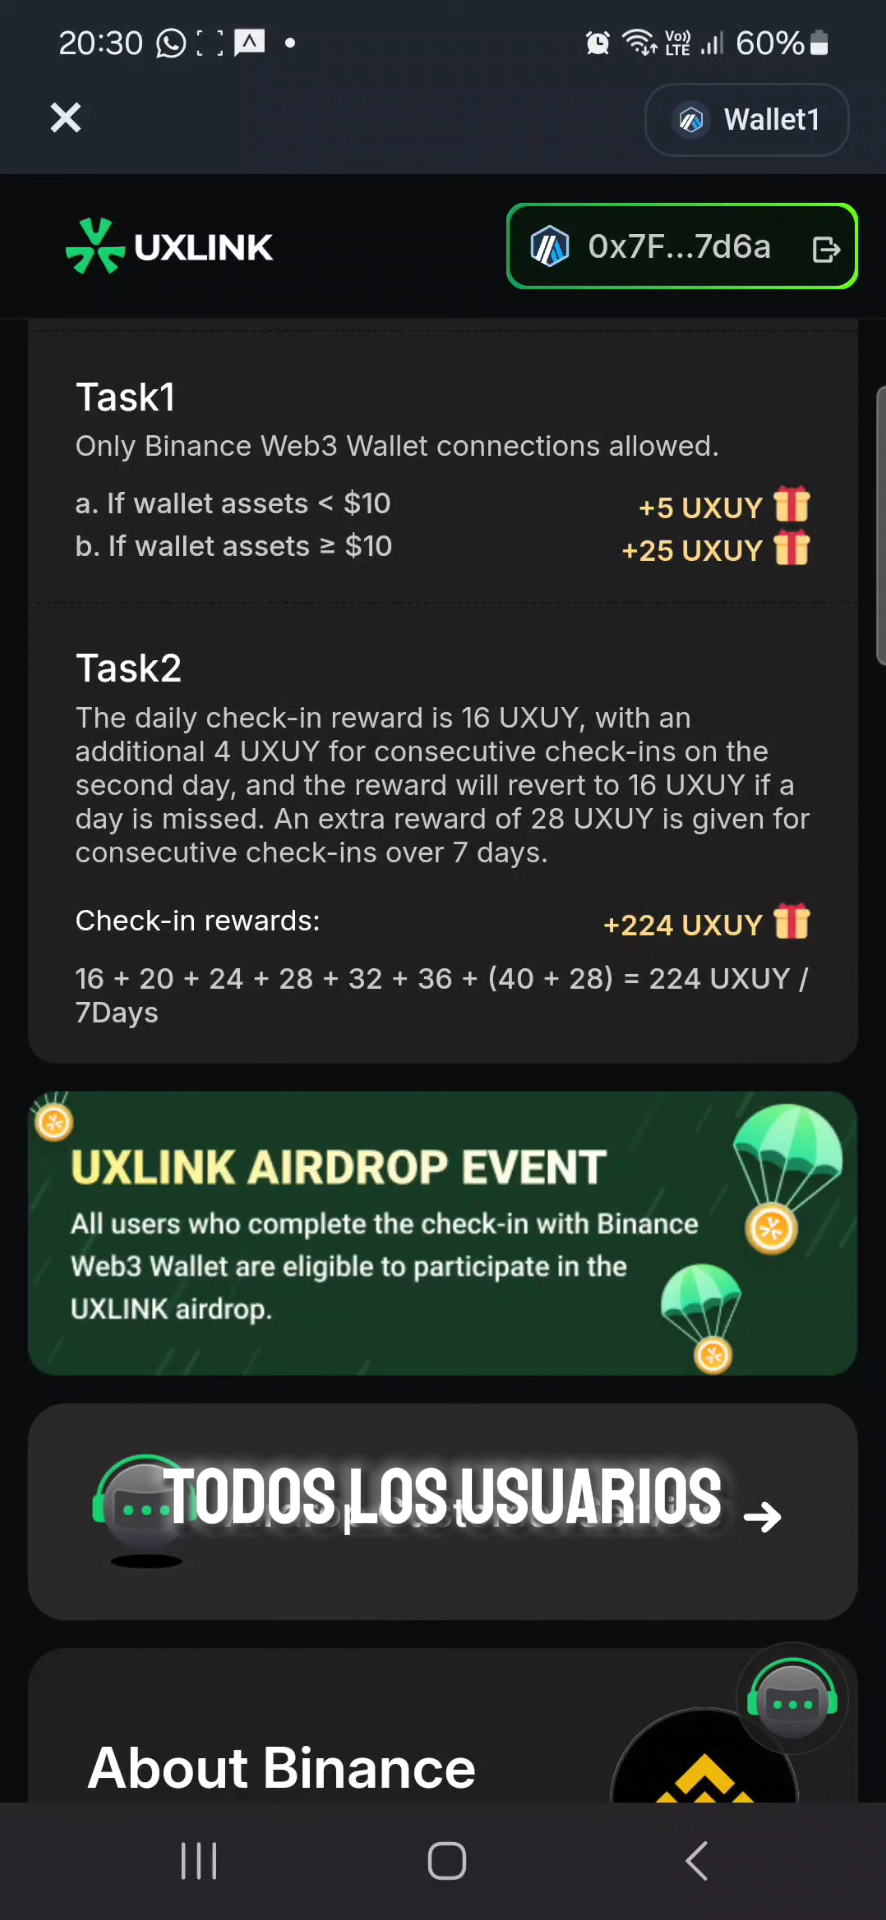 20:30 Vo)) LTE 60%
Wallet1
UXLINK 0x7F...7d6a
Task1
Only Binance Web3 Wallet connections allowed.
a. If wallet assets < $10 +5 UXUY
b. If wallet assets ≥ $10 +25 UXUY
Task2
The daily check-in reward is 16 UXUY, with an
additional 4 UXUY for consecutive check-ins on the
second day, and the reward will revert to 16 UXUY if a
day is missed. An extra reward of 28 UXUY is given for
consecutive check-ins over 7 days.
Check-in rewards: +224 UXUY
16 + 20 + 24 + 28 + 32 + 36 + (40 + 28) = 224 UXUY /
7Days
UXLINK AIRDROP EVENT
All users who complete the check-in with Binance
Web3 Wallet are eligible to participate in the
UXLINK airdrop.
TODOS LOS USUARIOS
About Binance